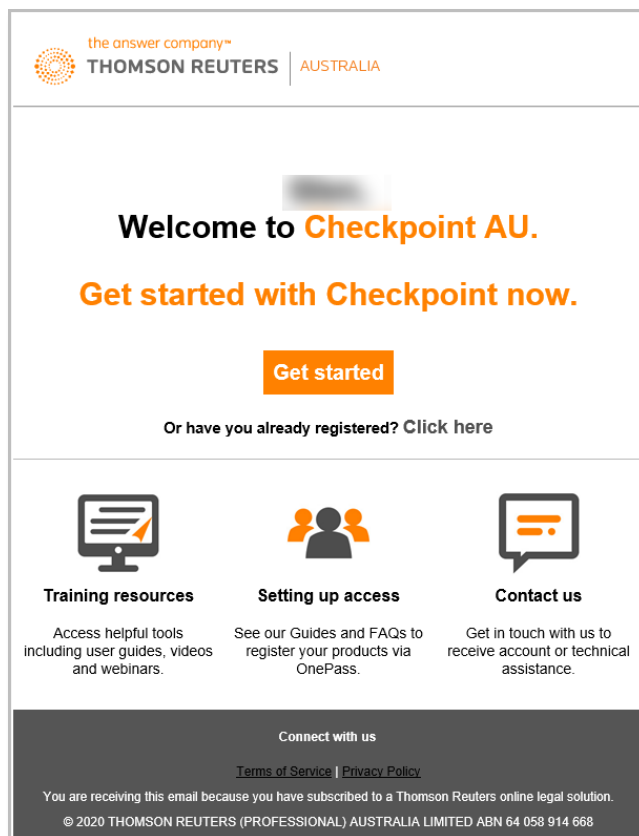 the answer company™
THOMSON REUTERS
AUSTRALIA
Welcome to Checkpoint AU.
Get started with Checkpoint now.
Get started
Or have you already registered? Click here
Training resources
Access helpful tools
including user guides, videos
and webinars.
Setting up access
See our Guides and FAQs to
register your products via
OnePass.
Contact us
Get in touch with us to
receive account or technical
assistance.
Connect with us
Terms of Service | Privacy Policy
You are receiving this email because you have subscribed to a Thomson Reuters online legal solution.
© 2020 THOMSON REUTERS (PROFESSIONAL) AUSTRALIA LIMITED ABN 64 058 914 668